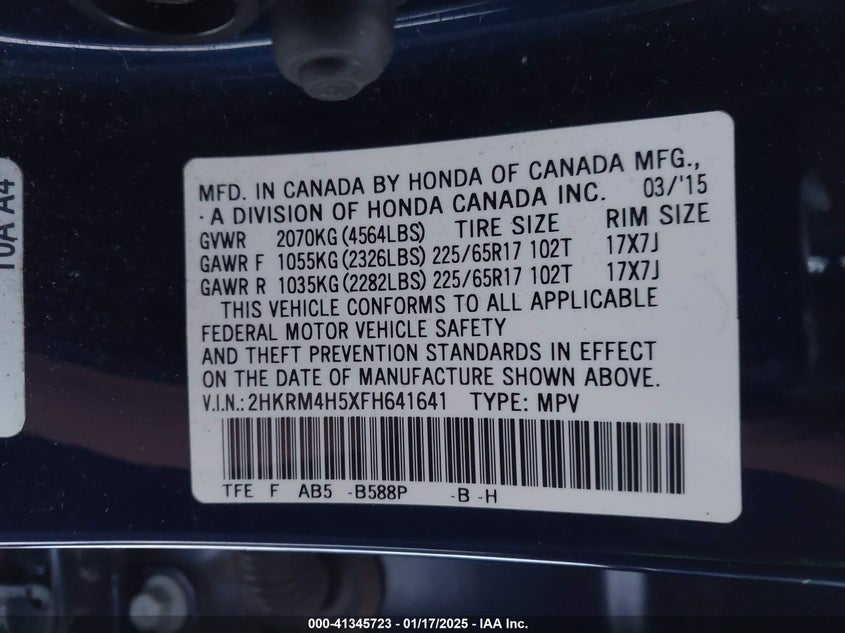 10A A4
MFD. IN CANADA BY HONDA OF CANADA MFG.,
A DIVISION OF HONDA CANADA INC. 03/'15
GVWR 2070KG (4564LBS) TIRE SIZE RIM SIZE
GAWR F 1055KG (2326LBS) 225/65R17 102T 17X7J
GAWR R 1035KG (2282LBS) 225/65R17 102T 17X7J
THIS VEHICLE CONFORMS TO ALL APPLICABLE
FEDERAL MOTOR VEHICLE SAFETY
AND THEFT PREVENTION STANDARDS IN EFFECT
ON THE DATE OF MANUFACTURE SHOWN ABOVE.
V.I.N.: 2HKRM4H5XFH641641 TYPE: MPV
TFE F AB5 -B588P -B -H
000-41345723 - 01/17/2025 - IAA Inc.